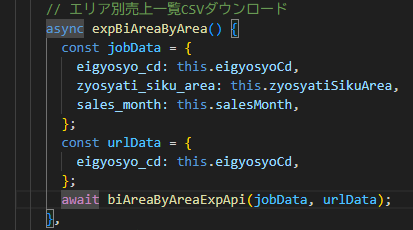 // エリア別売上一覧CSVダウンロード
async expBiAreaByArea() {
const jobData = {
eigyosyo_cd: this.eigyosyoCd,
zyosyati_siku_area: this.zyosyatiSikuArea,
sales_month: this.salesMonth,
};
const urlData = {
eigyosyo_cd: this.eigyosyoCd,
};
await biAreaByAreaExpApi(jobData, urlData);
},